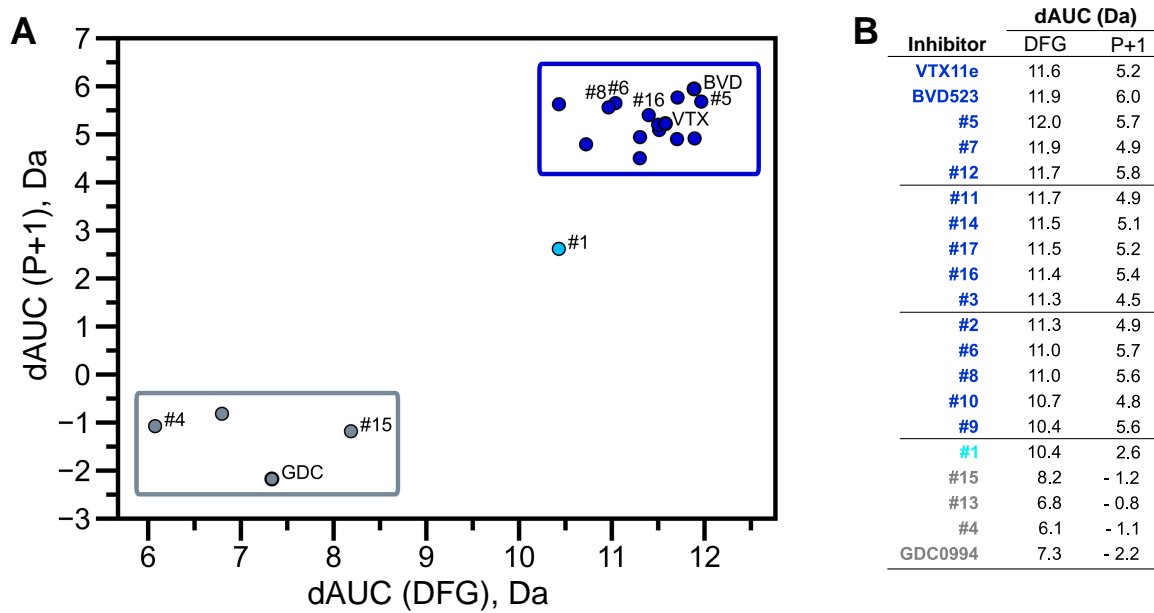 A
7
6
5
4
3
2
1
0
−1
−2
−3
dAUC (P+1), Da
BVD
#8 #6
#16
#5
VTX
#1
#4
#15
GDC
6 7 8 9 10 11 12
dAUC (DFG), Da
B
dAUC (Da)
Inhibitor DFG P+1
VTX11e 11.6 5.2
BVD523 11.9 6.0
#5 12.0 5.7
#7 11.9 4.9
#12 11.7 5.8
#11 11.7 4.9
#14 11.5 5.1
#17 11.5 5.2
#16 11.4 5.4
#3 11.3 4.5
#2 11.3 4.9
#6 11.0 5.7
#8 11.0 5.6
#10 10.7 4.8
#9 10.4 5.6
#1 10.4 2.6
#15 8.2 - 1.2
#13 6.8 - 0.8
#4 6.1 - 1.1
GDC0994 7.3 - 2.2